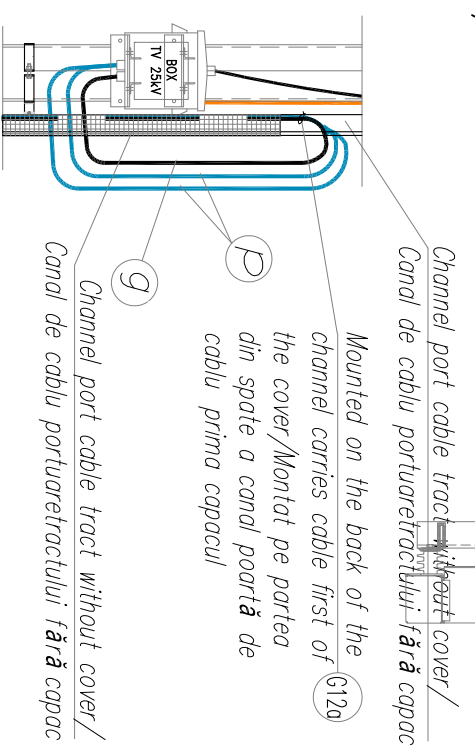 BOX
TV 25kV
Channel port cable tract without cover/
Canal de cablu portuaretractului fără capac
Mounted on the back of the
channel carries cable first of
the cover/Montat pe partea
din spate a canal poartă de
cablu prima capacul
G12a
p
g
Channel port cable tract without cover/
Canal de cablu portuaretractului fără capac